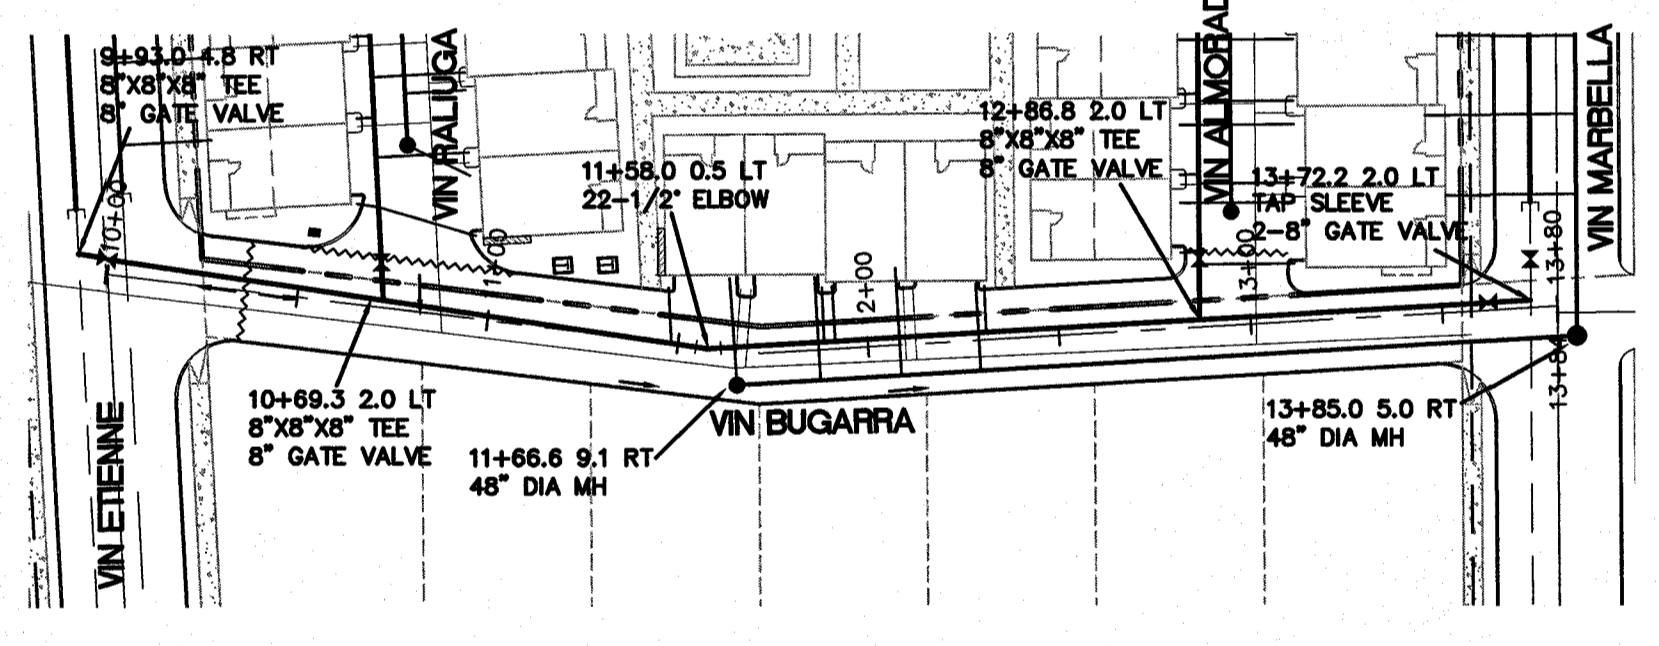 9+93.0 4.8 RT
8"X8"X8" TEE
8" GATE VALVE
VIN RALIUGA
11+58.0 0.5 LT
22-1/2° ELBOW
12+86.8 2.0 LT
8"X8"X8" TEE
8" GATE VALVE
VIN ALMORAD
13+72.2 2.0 LT
TAP SLEEVE
2-8" GATE VALVE
VIN MARBELLA
10+00
1+00
2+00
3+00
13+80
10+69.3 2.0 LT
8"X8"X8" TEE
8" GATE VALVE
VIN ETIENNE
11+66.6 9.1 RT
48" DIA MH
VIN BUGARRA
13+85.0 5.0 RT
48" DIA MH